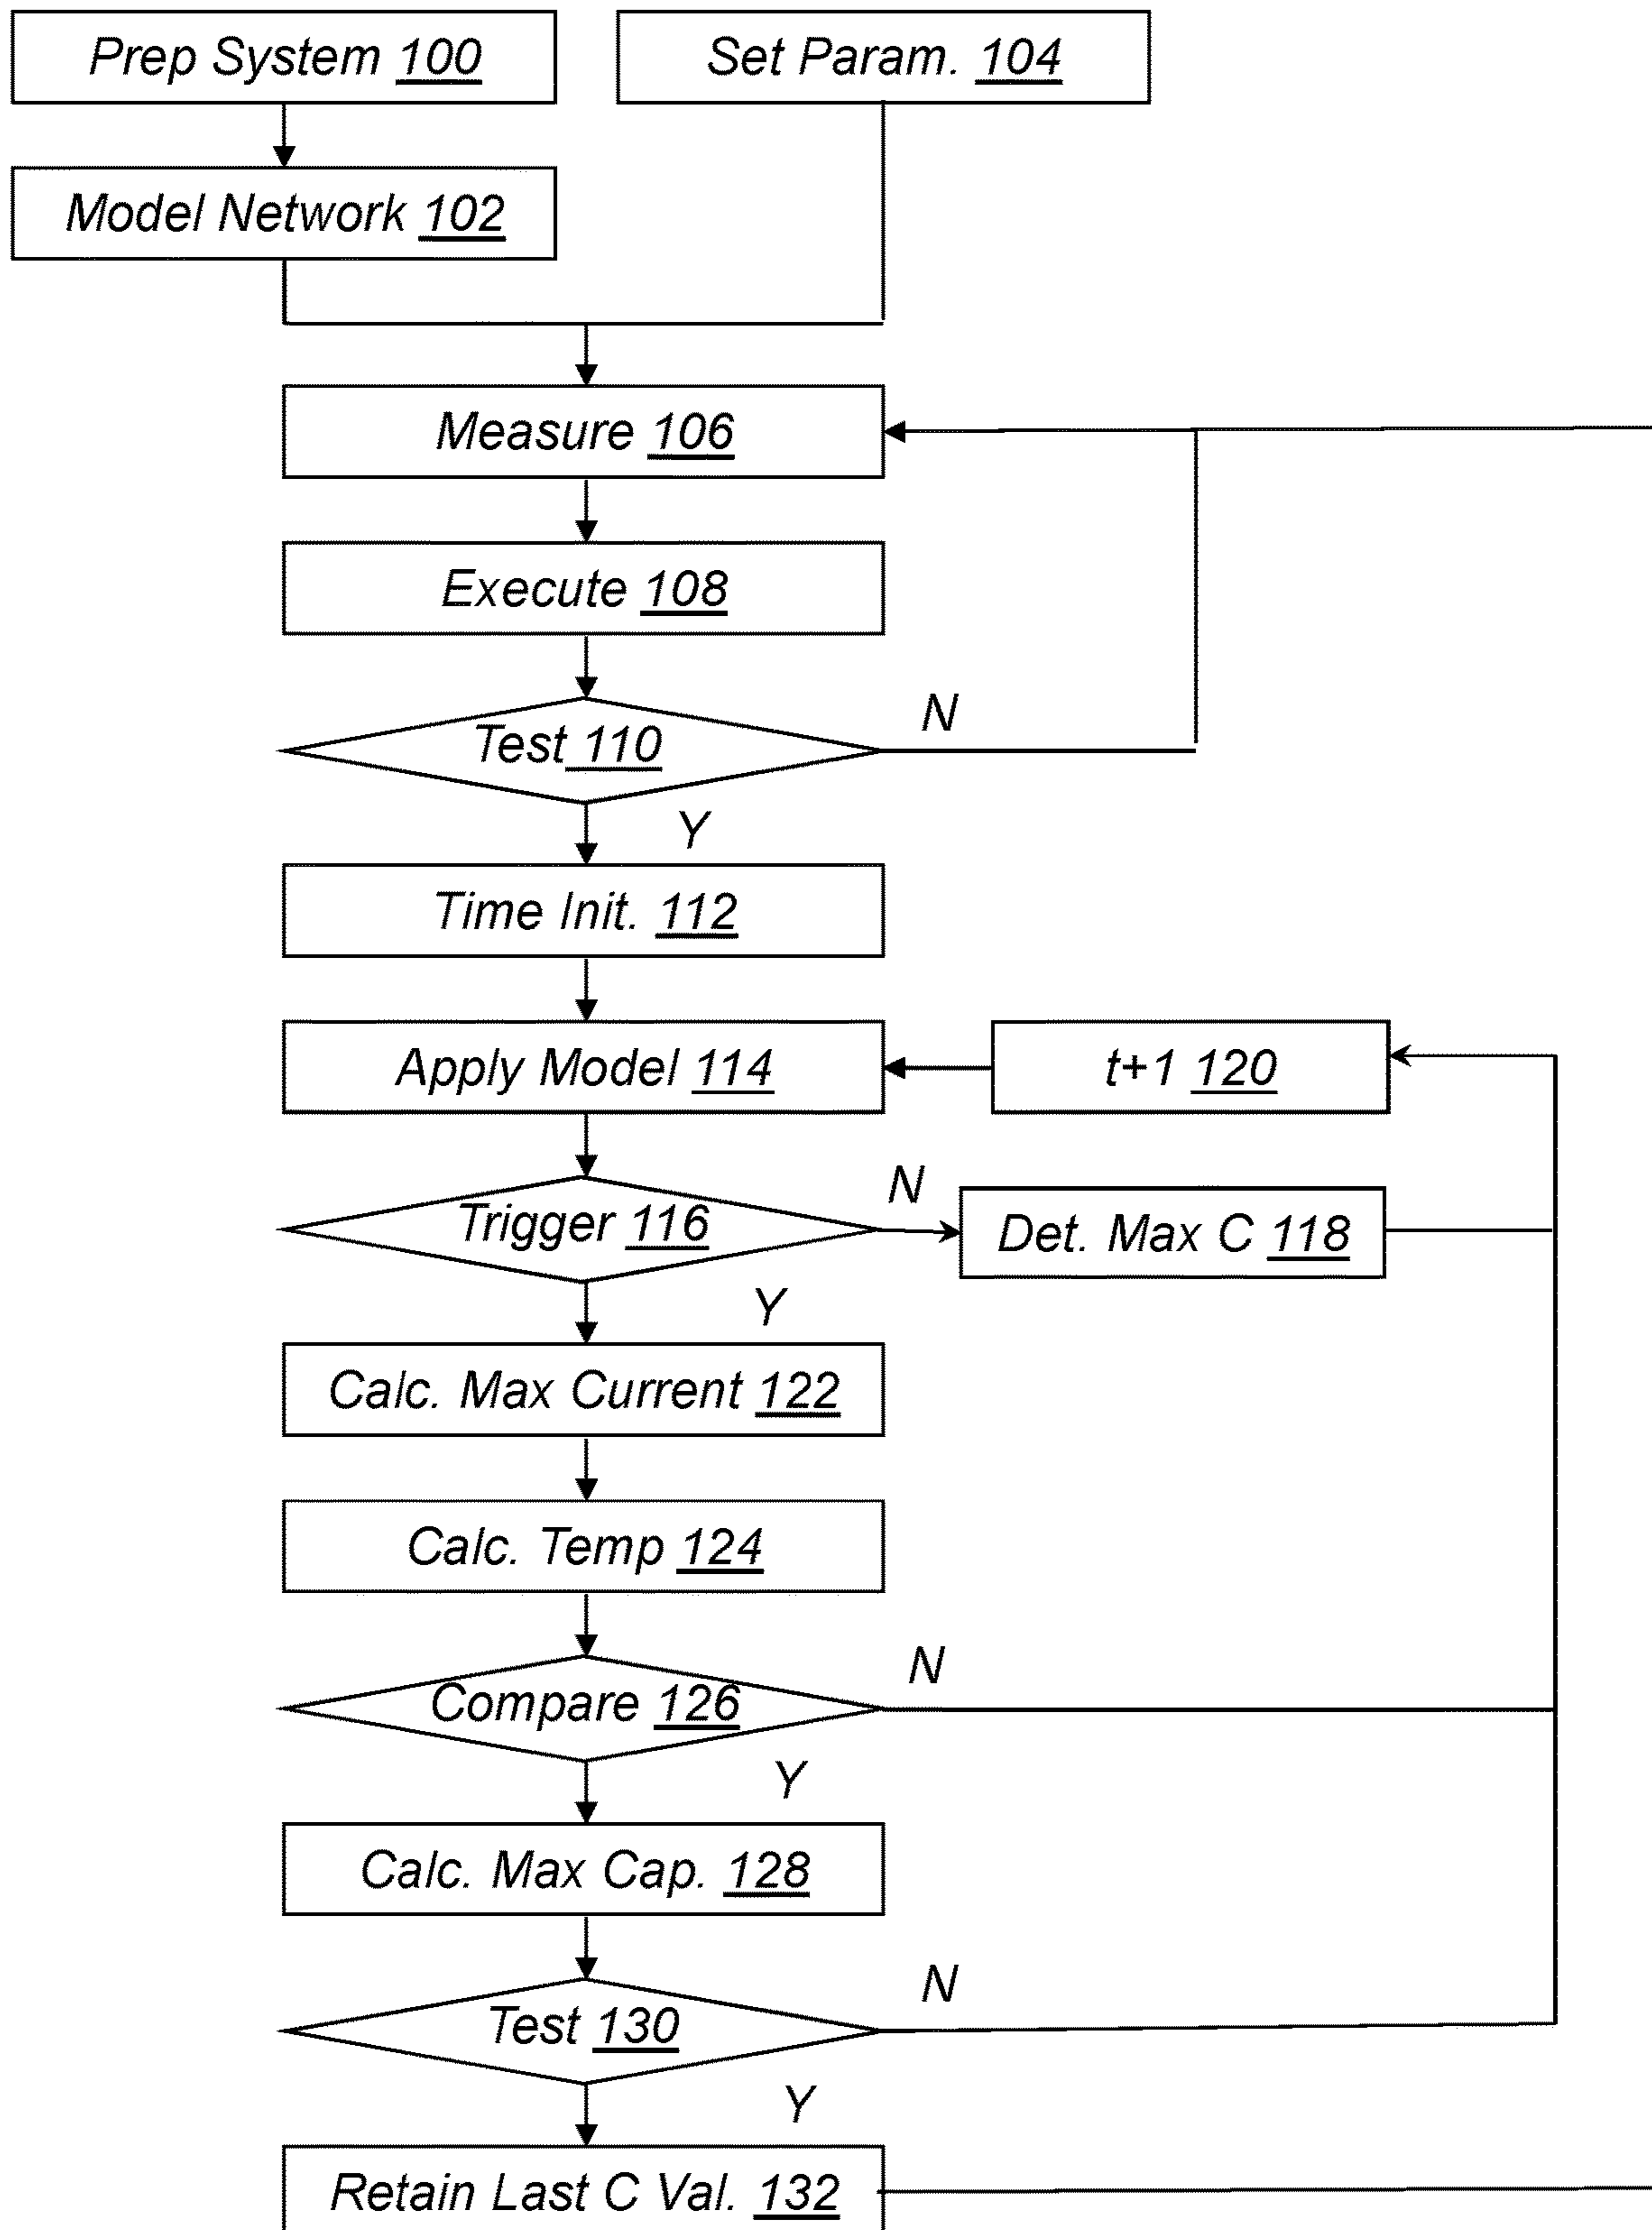 Prep System 100
Set Param. 104
Model Network 102
Measure 106
Execute 108
N
Test 110
Y
Time Init. 112
Apply Model 114
t+1 120
N
Trigger 116
Det. Max C 118
Y
Calc. Max Current 122
Calc. Temp 124
N
Compare 126
Y
Calc. Max Cap. 128
N
Test 130
Y
Retain Last C Val. 132